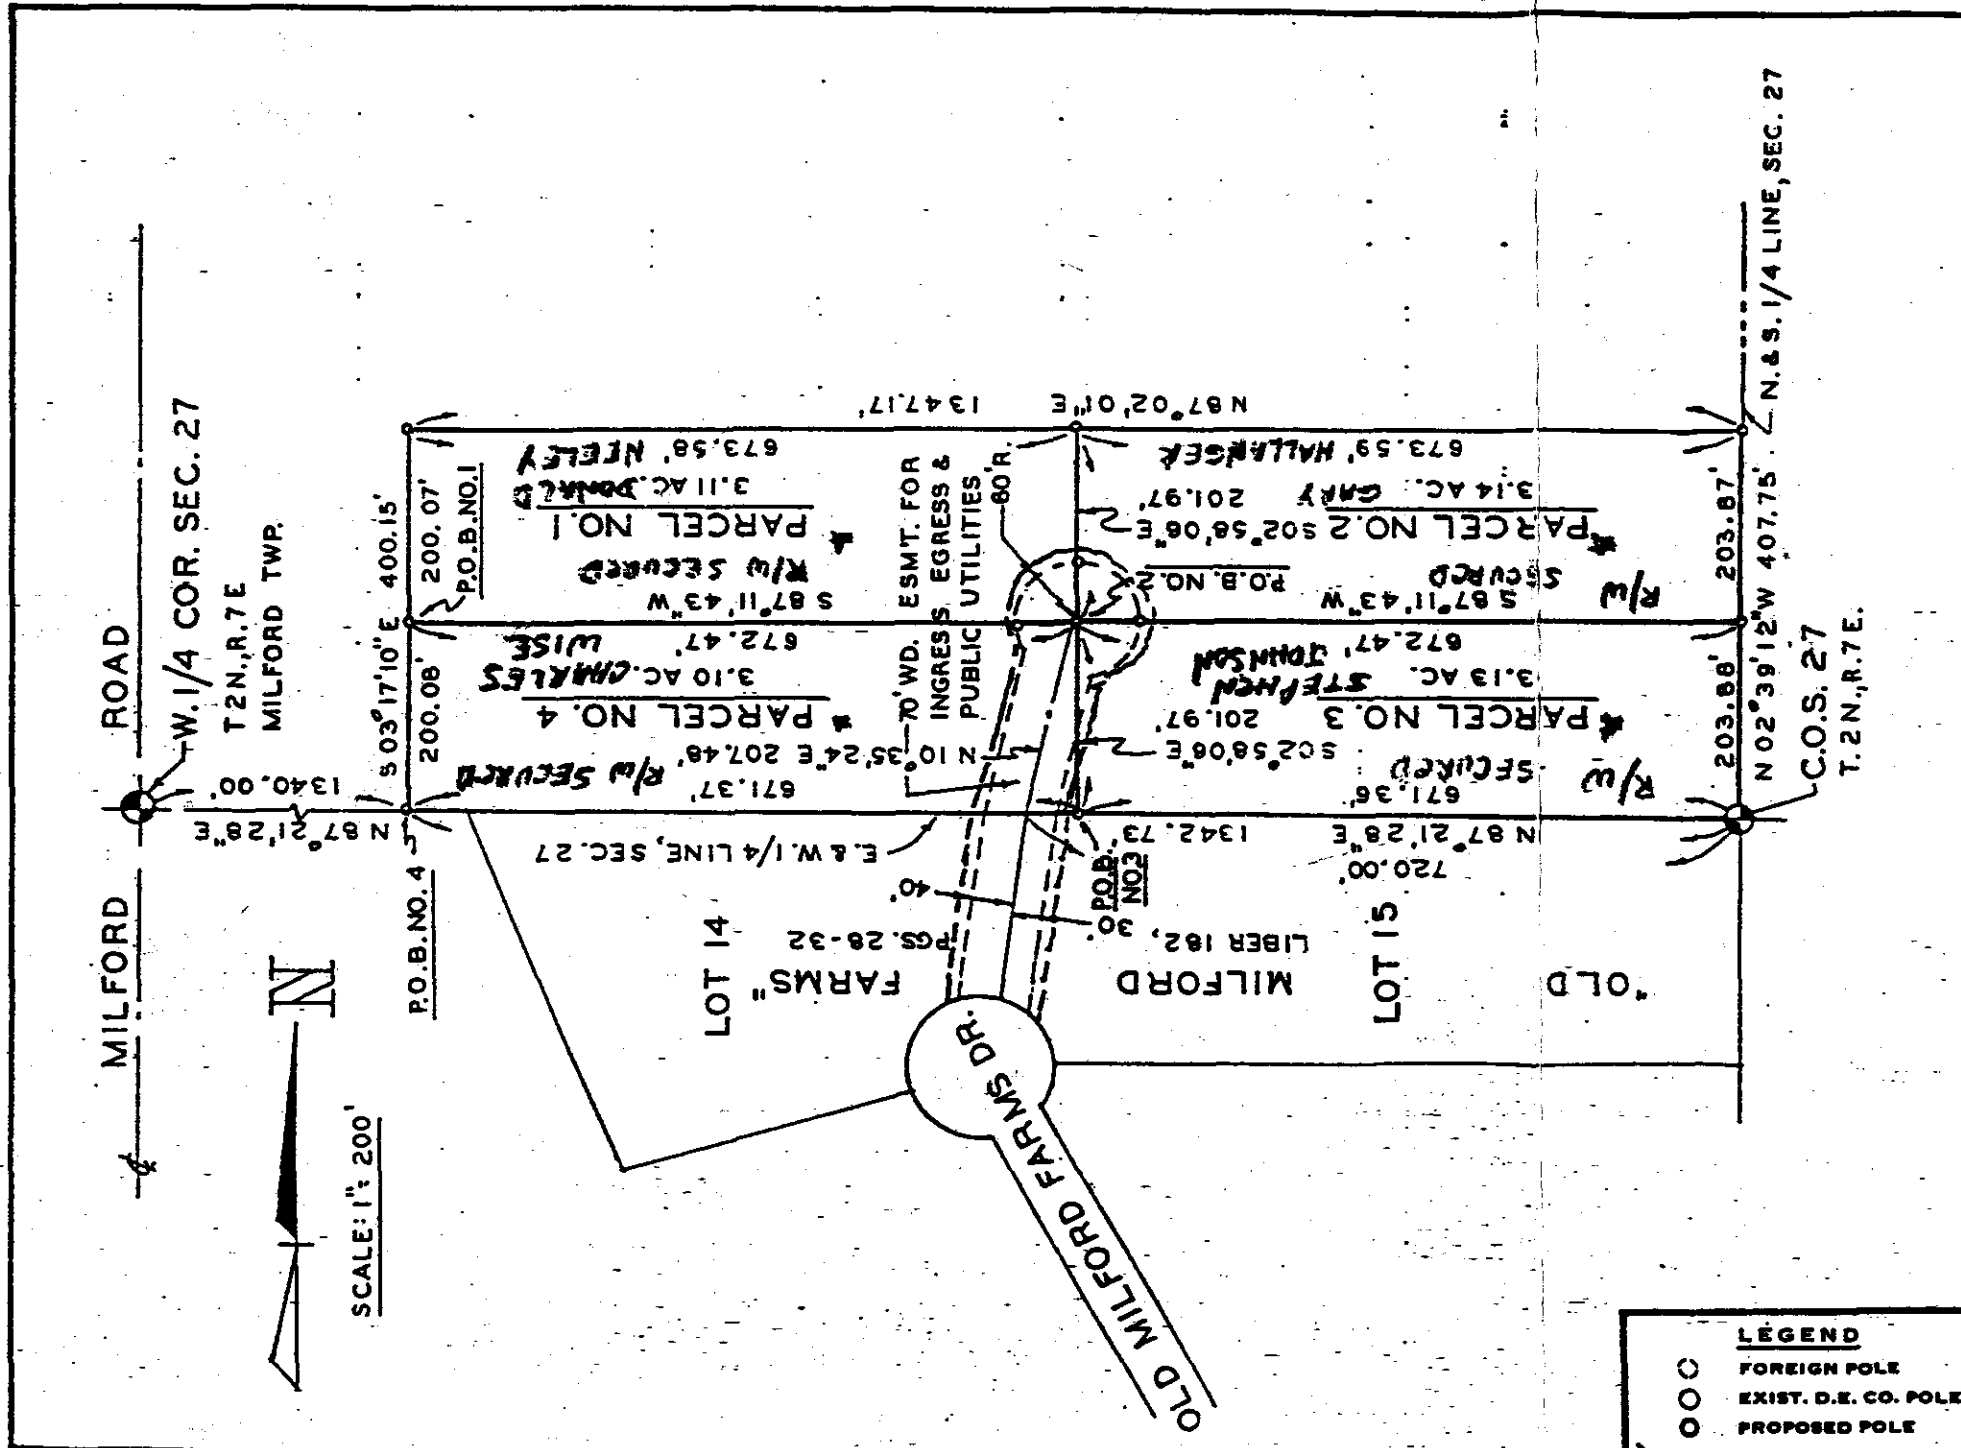 MILFORD ROAD
W. 1/4 COR. SEC. 27
T 2 N., R. 7 E
MILFORD TWP.
1340.00'
N 87° 21' 28" E
P.O.B. NO. 4
N
SCALE: 1": 200'
S 03° 17' 10" E 400.15'
200.08'
200.07'
P.O.B. NO. 1
N 87° 02' 01" E 1347.17'
673.58' NEELEY
3.11 AC. DONALD
PARCEL NO. 1
R/W SECURED
S 87° 11' 43" W
672.47' WISE
3.10 AC. CHARLES
PARCEL NO. 4
R/W SECURED
671.37'
N 10° 35' 24" E 207.48'
E. & W. 1/4 LINE, SEC. 27
70' WD. ESM'T. FOR
INGRESS, EGRESS &
PUBLIC UTILITIES
60' R.
673.59' HALLANGER
3.14 AC. GARY
PARCEL NO. 2
201.97'
S 02° 58' 06" E
P.O.B. NO. 2
R/W SECURED
S 87° 11' 43" W
672.47' JOHNSON
3.13 AC. STEPHEN
PARCEL NO. 3
201.97'
S 02° 58' 06" E
R/W SECURED
671.36'
1342.73'
N 87° 21' 28" E
720.00'
P.O.B.
NO3
40'
30'
203.87'
203.88'
N 02° 39' 12" W 407.75'
N. & S. 1/4 LINE, SEC. 27
C.O.S. 27
T. 2 N., R. 7 E.
LOT 14
LOT 15
"OLD MILFORD FARMS"
LIBER 182, PGS. 28-32
OLD MILFORD FARMS DR.
LEGEND
FOREIGN POLE
EXIST. D.E. CO. POLE
PROPOSED POLE